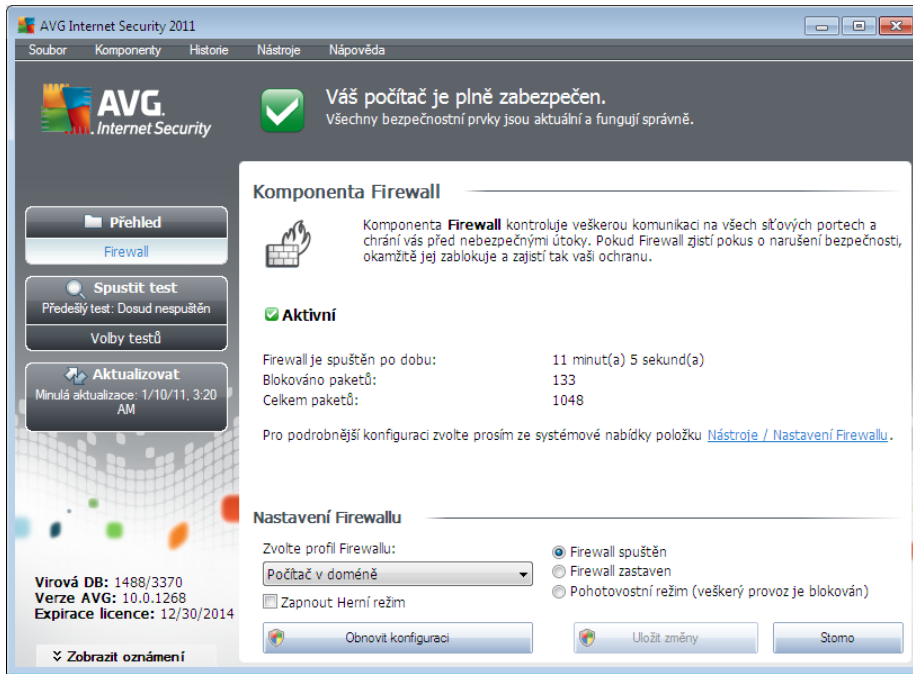 AVG Internet Security 2011
Soubor Komponenty Historie Nástroje Nápověda
AVG.
Internet Security
Váš počítač je plně zabezpečen.
Všechny bezpečnostní prvky jsou aktuální a fungují správně.
Přehled
Firewall
Spustit test
Předešlý test: Dosud nespuštěn
Volby testů
Aktualizovat
Minulá aktualizace: 1/10/11, 3:20
AM
Virová DB: 1488/3370
Verze AVG: 10.0.1268
Expirace licence: 12/30/2014
Zobrazit oznámení
Komponenta Firewall
Komponenta Firewall kontroluje veškerou komunikaci na všech síťových portech a
chrání vás před nebezpečnými útoky. Pokud Firewall zjistí pokus o narušení bezpečnosti,
okamžitě jej zablokuje a zajistí tak vaši ochranu.
Aktivní
Firewall je spuštěn po dobu: 11 minut(a) 5 sekund(a)
Blokováno paketů: 133
Celkem paketů: 1048
Pro podrobnější konfiguraci zvolte prosím ze systémové nabídky položku Nástroje / Nastavení Firewallu.
Nastavení Firewallu
Zvolte profil Firewallu:
Počítač v doméně
Zapnout Herní režim
Firewall spuštěn
Firewall zastaven
Pohotovostní režim (veškerý provoz je blokován)
Obnovit konfiguraci
Uložit změny
Storno